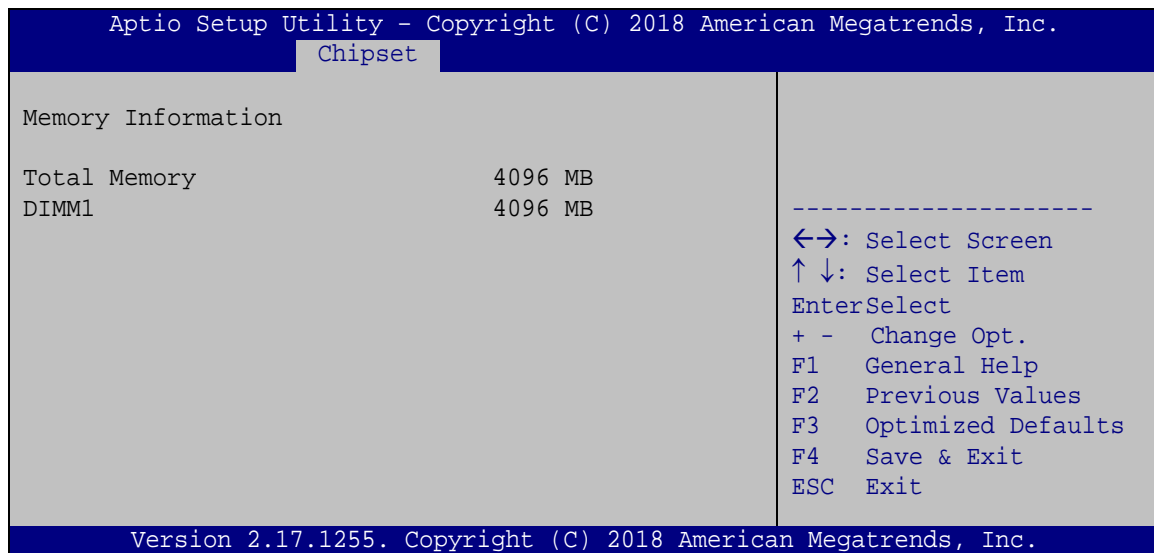 Aptio Setup Utility – Copyright (C) 2018 American Megatrends, Inc.
Chipset
Memory Information
Total Memory 4096 MB
DIMM1 4096 MB
---------------------
←→: Select Screen
↑ ↓: Select Item
EnterSelect
+ - Change Opt.
F1 General Help
F2 Previous Values
F3 Optimized Defaults
F4 Save & Exit
ESC Exit
Version 2.17.1255. Copyright (C) 2018 American Megatrends, Inc.